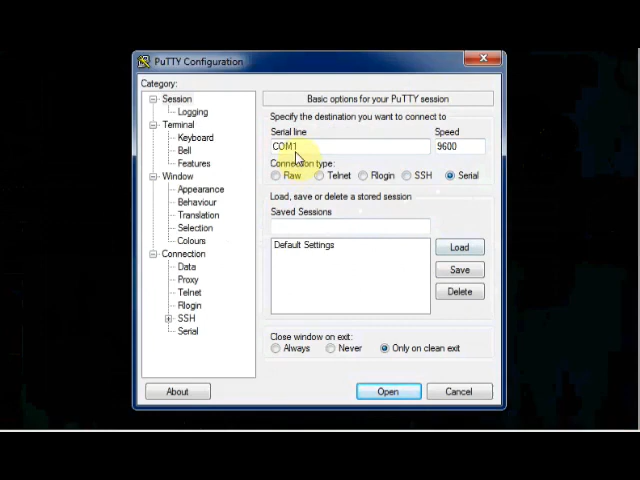 PuTTY Configuration
Category:
Session
Logging
Terminal
Keyboard
Bell
Features
Window
Appearance
Behaviour
Translation
Selection
Colours
Connection
Data
Proxy
Telnet
Rlogin
SSH
Serial
Basic options for your PuTTY session
Specify the destination you want to connect to
Serial line Speed
COM1 9600
Connection type:
Raw Telnet Rlogin SSH Serial
Load, save or delete a stored session
Saved Sessions
Default Settings
Load
Save
Delete
Close window on exit:
Always Never Only on clean exit
About Open Cancel